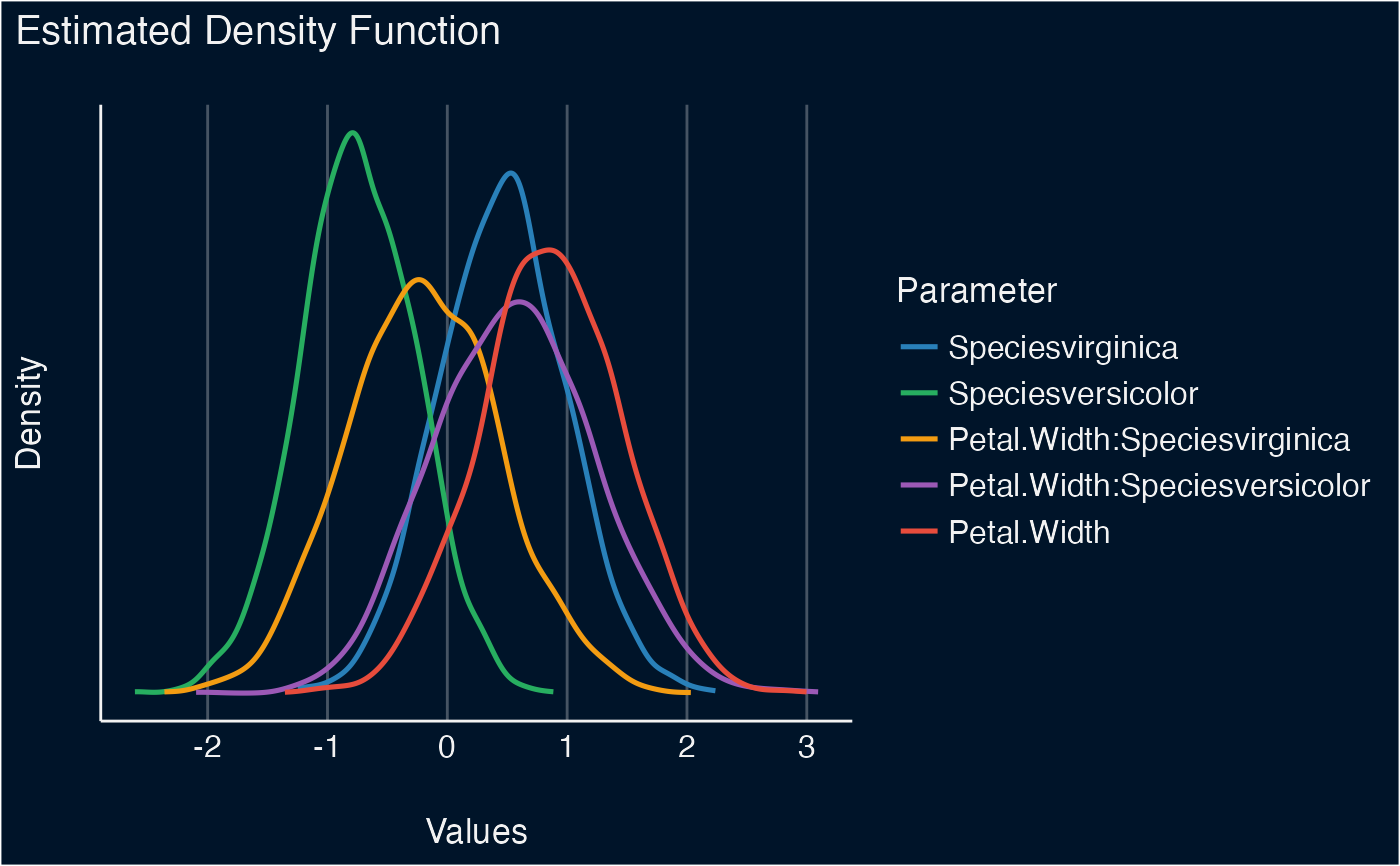 Estimated Density Function
Density
-2 -1 0 1 2 3
Values
Parameter
Speciesvirginica
Speciesversicolor
Petal.Width:Speciesvirginica
Petal.Width:Speciesversicolor
Petal.Width